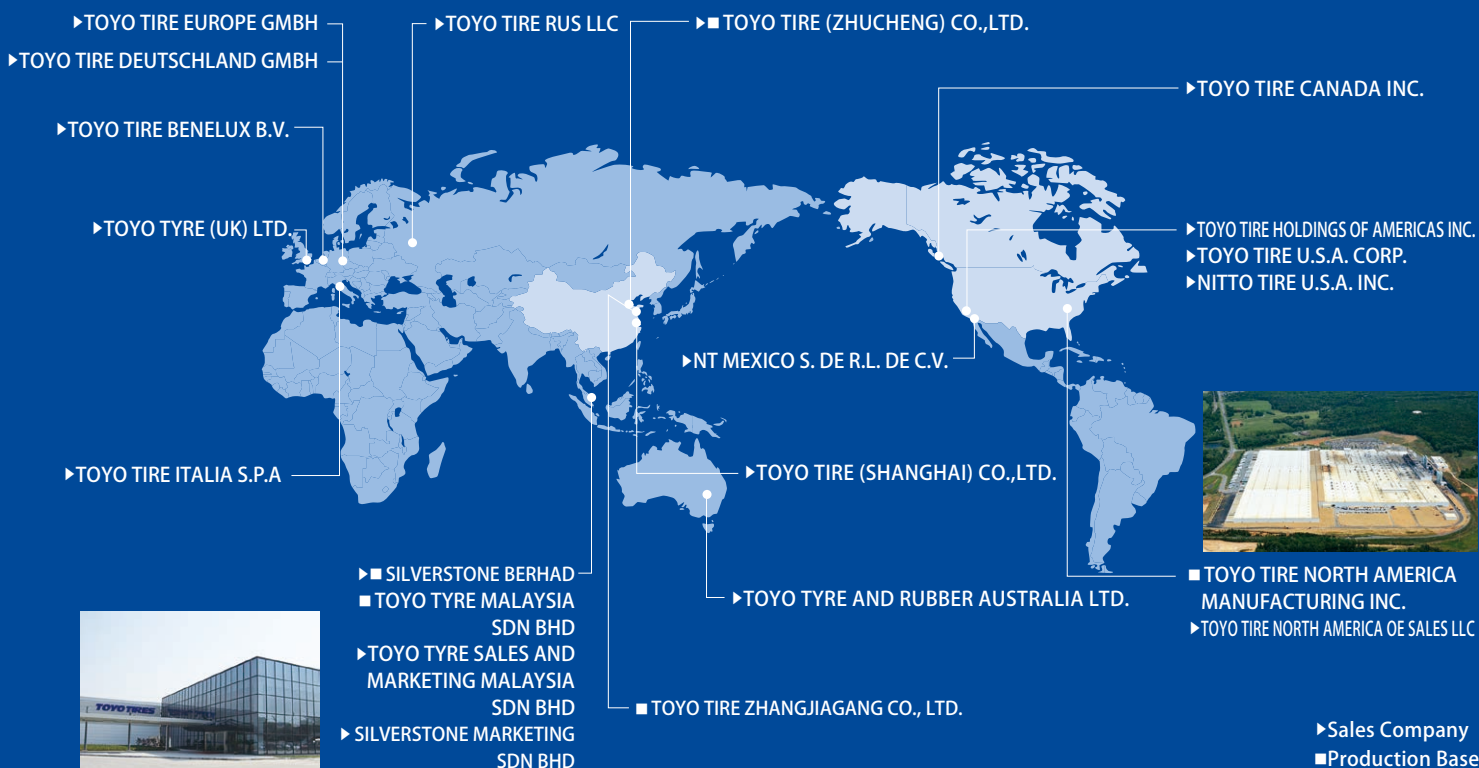 ▶TOYO TIRE EUROPE GMBH
▶TOYO TIRE DEUTSCHLAND GMBH
▶TOYO TIRE RUS LLC
▶■TOYO TIRE (ZHUCHENG) CO.,LTD.
▶TOYO TIRE CANADA INC.
▶TOYO TIRE BENELUX B.V.
▶TOYO TYRE (UK) LTD.
▶TOYO TIRE HOLDINGS OF AMERICAS INC.
▶TOYO TIRE U.S.A. CORP.
▶NITTO TIRE U.S.A. INC.
▶NT MEXICO S. DE R.L. DE C.V.
▶TOYO TIRE ITALIA S.P.A
▶TOYO TIRE (SHANGHAI) CO.,LTD.
▶■SILVERSTONE BERHAD
■TOYO TYRE MALAYSIA
SDN BHD
▶TOYO TYRE SALES AND
MARKETING MALAYSIA
SDN BHD
▶SILVERSTONE MARKETING
SDN BHD
▶TOYO TYRE AND RUBBER AUSTRALIA LTD.
■TOYO TIRE NORTH AMERICA
MANUFACTURING INC.
▶TOYO TIRE NORTH AMERICA OE SALES LLC
■TOYO TIRE ZHANGJIAGANG CO., LTD.
TOYO TIRES
▶Sales Company
■Production Base